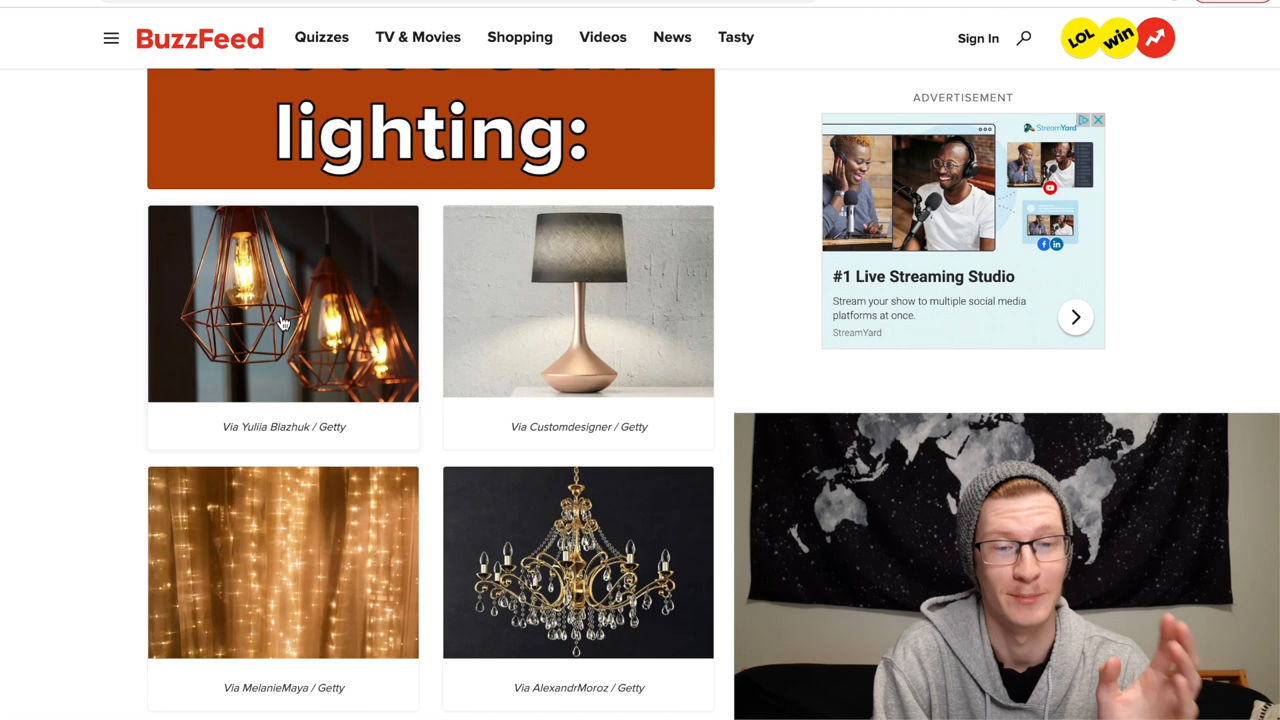 BuzzFeed
Quizzes
TV & Movies
Shopping
Videos
News
Tasty
Sign In
LOL
win
lighting:
Via Yuliia Blazhuk / Getty
Via Customdesigner / Getty
Via MelanieMaya / Getty
Via AlexandrMoroz / Getty
ADVERTISEMENT
StreamYard
#1 Live Streaming Studio
Stream your show to multiple social media
platforms at once.
StreamYard